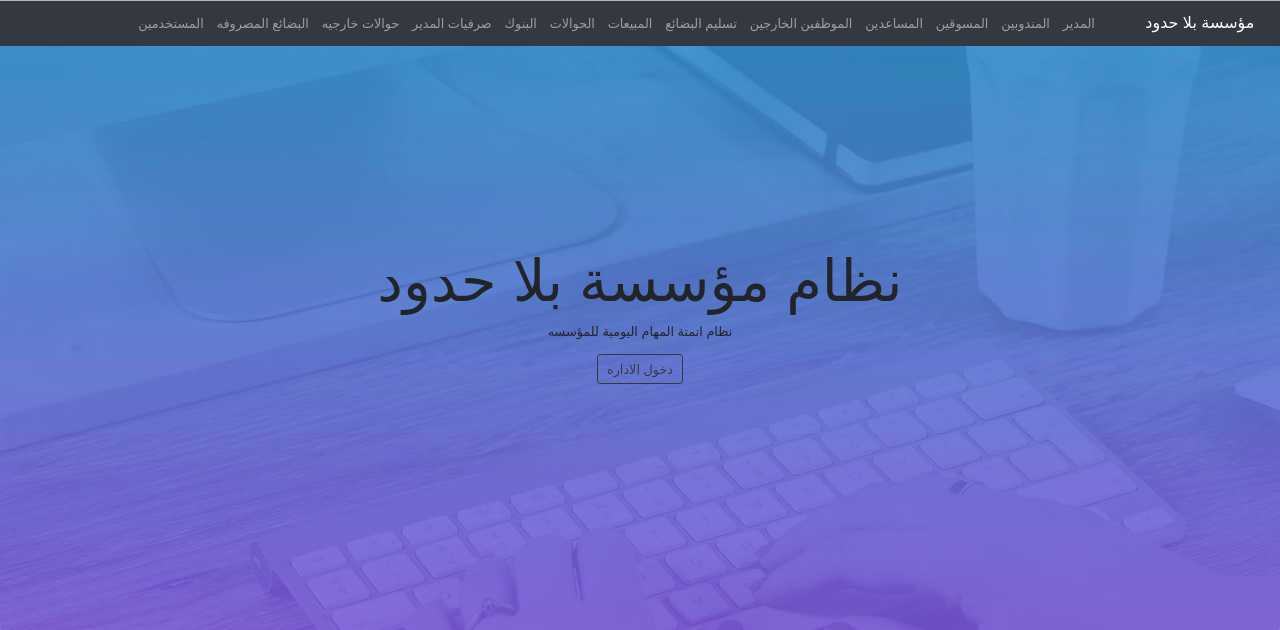 مؤسسة بلا حدود المدير المندوبين المسوقين المساعدين الموظفين الخارجين تسليم البضائع المبيعات الحوالات البنوك صرفيات المدير حوالات خارجيه البضائع المصروفه المستخدمين
نظام مؤسسة بلا حدود
نظام اتمتة المهام اليومية للمؤسسه
دخول الاداره